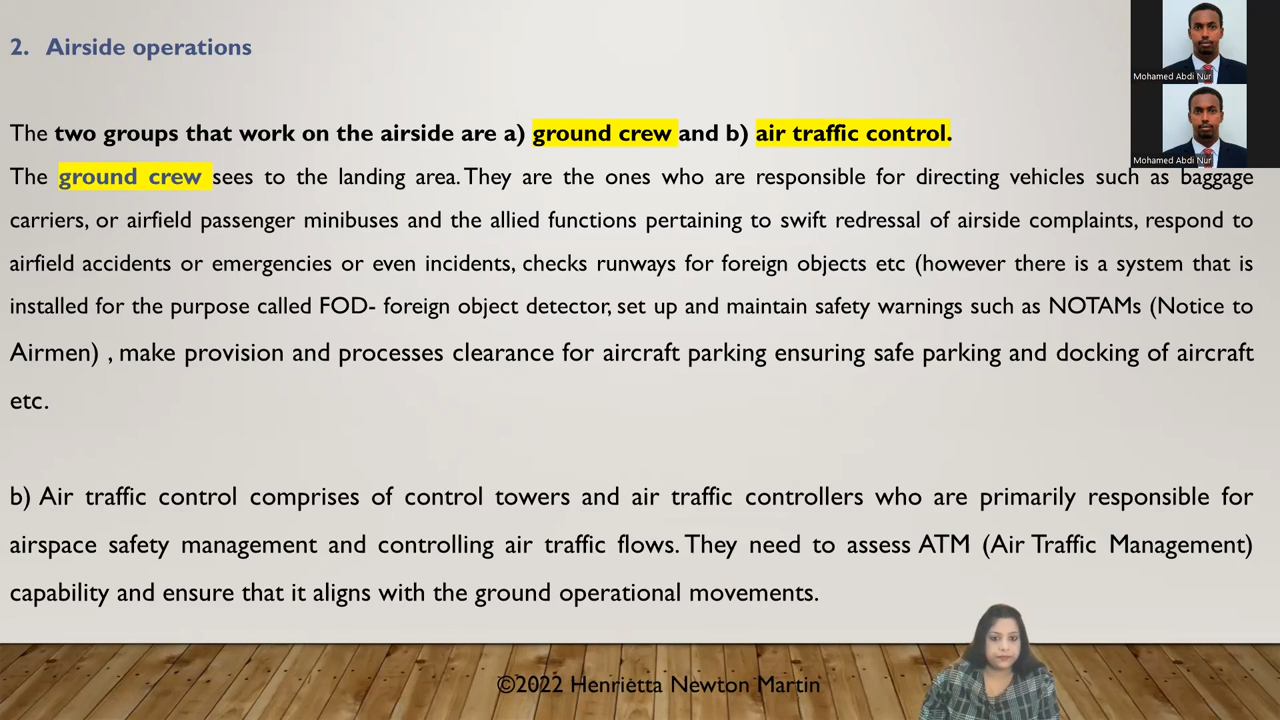 2. Airside operations
Mohamed Abdi Nur
The two groups that work on the airside are a) ground crew and b) air traffic control.
Mohamed Abdi Nur
The ground crew sees to the landing area. They are the ones who are responsible for directing vehicles such as baggage
carriers, or airfield passenger minibuses and the allied functions pertaining to swift redressal of airside complaints, respond to
airfield accidents or emergencies or even incidents, checks runways for foreign objects etc (however there is a system that is
installed for the purpose called FOD- foreign object detector, set up and maintain safety warnings such as NOTAMs (Notice to
Airmen) , make provision and processes clearance for aircraft parking ensuring safe parking and docking of aircraft
etc.
b) Air traffic control comprises of control towers and air traffic controllers who are primarily responsible for
airspace safety management and controlling air traffic flows. They need to assess ATM (Air Traffic Management)
capability and ensure that it aligns with the ground operational movements.
©2022 Henrietta Newton Martin